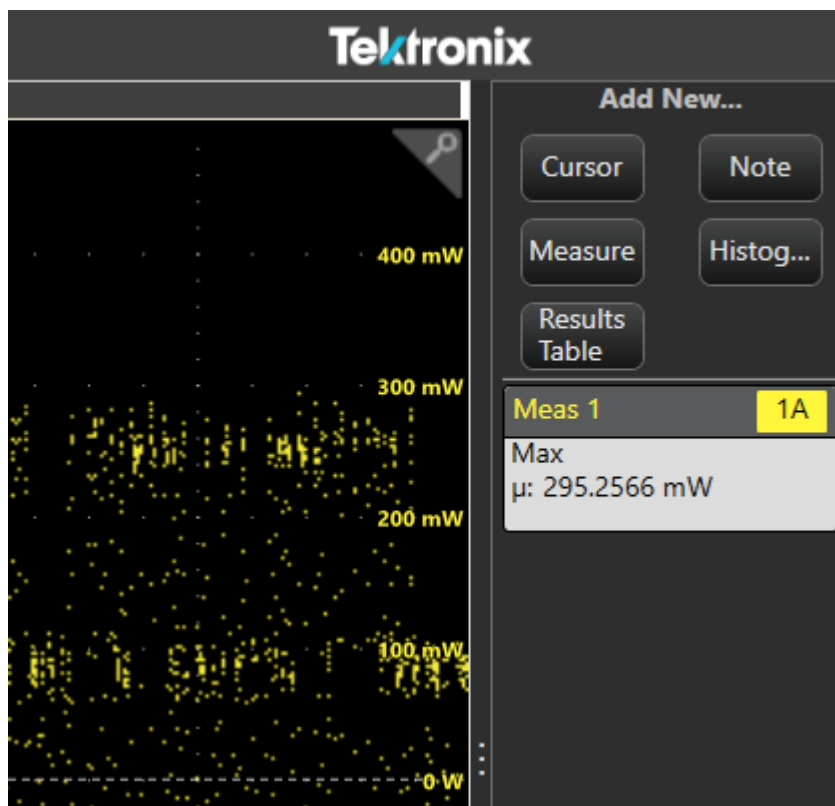 Tektronix
Add New...
Cursor
Note
Measure
Histog...
Results
Table
400 mW
300 mW
200 mW
100 mW
0 W
Meas 1
1A
Max
µ: 295.2566 mW